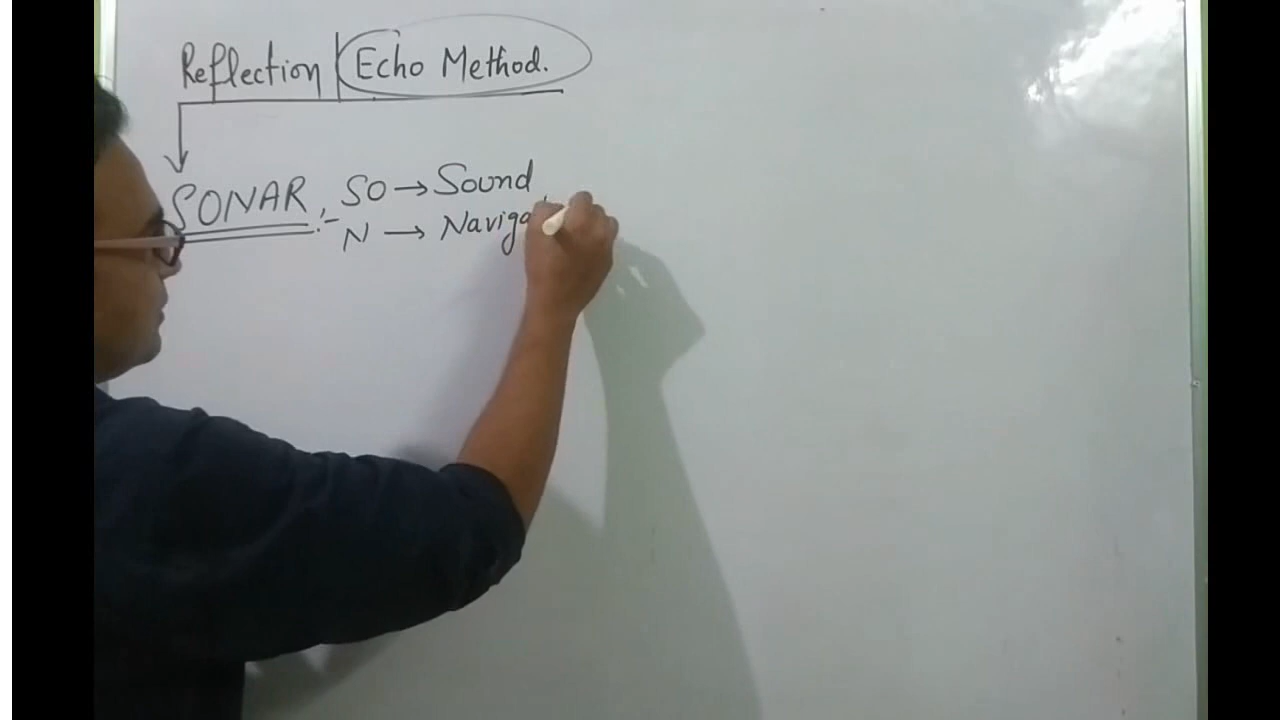 Reflection | Echo Method.
SONAR :- SO → Sound
N → Naviga